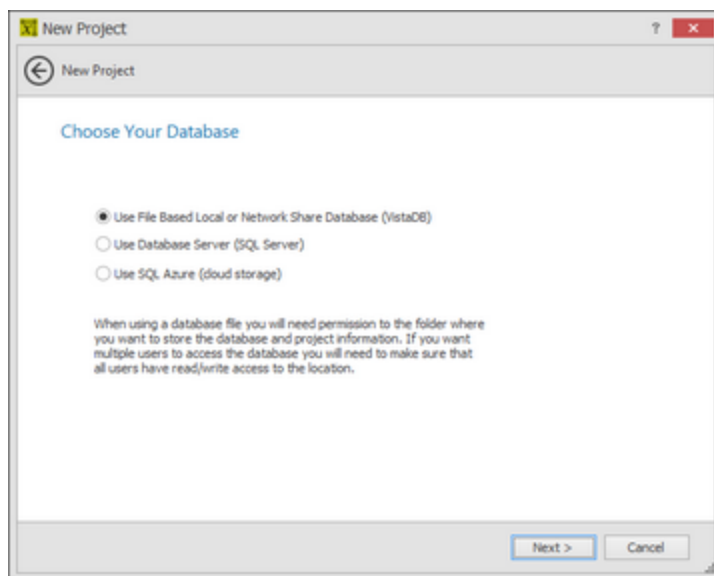 New Project
?
New Project
Choose Your Database
Use File Based Local or Network Share Database (VistaDB)
Use Database Server (SQL Server)
Use SQL Azure (cloud storage)
When using a database file you will need permission to the folder where
you want to store the database and project information. If you want
multiple users to access the database you will need to make sure that
all users have read/write access to the location.
Next >
Cancel